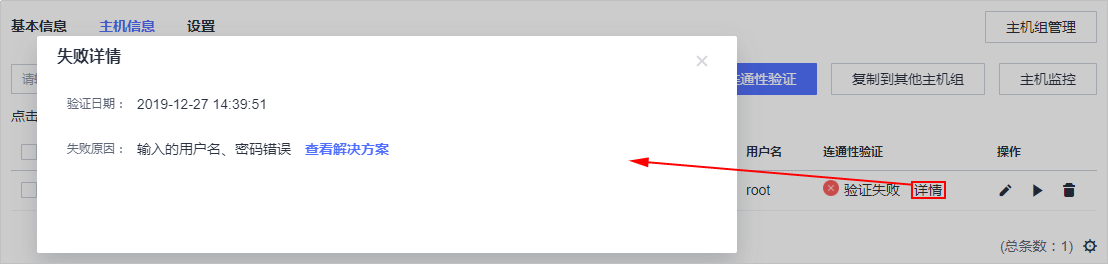 基本信息 主机信息 设置
主机组管理
失败详情
连通性验证 复制到其他主机组 主机监控
验证日期： 2019-12-27 14:39:51
点击
失败原因： 输入的用户名、密码错误 查看解决方案
用户名 连通性验证 操作
root 验证失败 详情
(总条数：1)